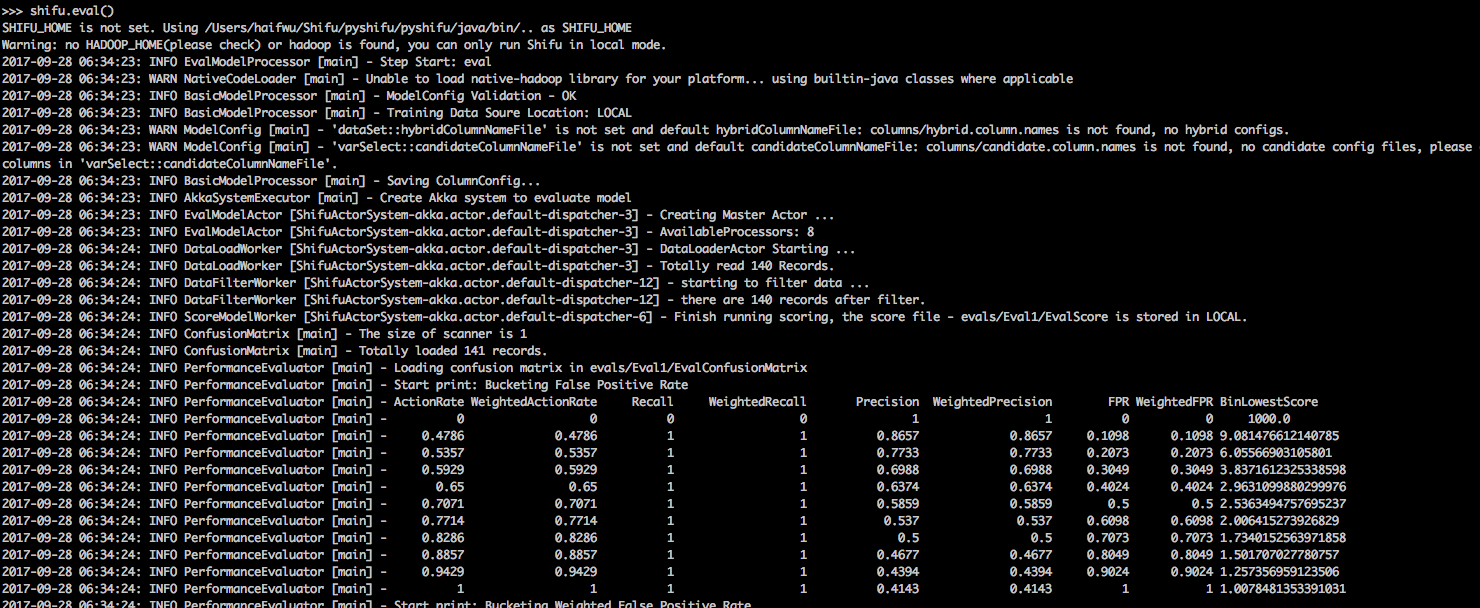 >>> shifu.eval()
SHIFU_HOME is not set. Using /Users/haifwu/Shifu/pyshifu/pyshifu/java/bin/.. as SHIFU_HOME
Warning: no HADOOP_HOME(please check) or hadoop is found, you can only run Shifu in local mode.
2017-09-28 06:34:23: INFO EvalModelProcessor [main] - Step Start: eval
2017-09-28 06:34:23: WARN NativeCodeLoader [main] - Unable to load native-hadoop library for your platform... using builtin-java classes where applicable
2017-09-28 06:34:23: INFO BasicModelProcessor [main] - ModelConfig Validation - OK
2017-09-28 06:34:23: INFO BasicModelProcessor [main] - Training Data Soure Location: LOCAL
2017-09-28 06:34:23: WARN ModelConfig [main] - 'dataSet::hybridColumnNameFile' is not set and default hybridColumnNameFile: columns/hybrid.column.names is not found, no hybrid configs.
2017-09-28 06:34:23: WARN ModelConfig [main] - 'varSelect::candidateColumnNameFile' is not set and default candidateColumnNameFile: columns/candidate.column.names is not found, no candidate config files, please
columns in 'varSelect::candidateColumnNameFile'.
2017-09-28 06:34:23: INFO BasicModelProcessor [main] - Saving ColumnConfig...
2017-09-28 06:34:23: INFO AkkaSystemExecutor [main] - Create Akka system to evaluate model
2017-09-28 06:34:23: INFO EvalModelActor [ShifuActorSystem-akka.actor.default-dispatcher-3] - Creating Master Actor ...
2017-09-28 06:34:23: INFO EvalModelActor [ShifuActorSystem-akka.actor.default-dispatcher-3] - AvailableProcessors: 8
2017-09-28 06:34:23: INFO DataLoadWorker [ShifuActorSystem-akka.actor.default-dispatcher-3] - DataLoaderActor Starting ...
2017-09-28 06:34:24: INFO DataLoadWorker [ShifuActorSystem-akka.actor.default-dispatcher-3] - Totally read 140 Records.
2017-09-28 06:34:24: INFO DataFilterWorker [ShifuActorSystem-akka.actor.default-dispatcher-12] - starting to filter data ...
2017-09-28 06:34:24: INFO DataFilterWorker [ShifuActorSystem-akka.actor.default-dispatcher-12] - there are 140 records after filter.
2017-09-28 06:34:24: INFO ScoreModelWorker [ShifuActorSystem-akka.actor.default-dispatcher-6] - Finish running scoring, the score file - evals/Eval1/EvalScore is stored in LOCAL.
2017-09-28 06:34:24: INFO ConfusionMatrix [main] - The size of scanner is 1
2017-09-28 06:34:24: INFO ConfusionMatrix [main] - Totally loaded 141 records.
2017-09-28 06:34:24: INFO PerformanceEvaluator [main] - Loading confusion matrix in evals/Eval1/EvalConfusionMatrix
2017-09-28 06:34:24: INFO PerformanceEvaluator [main] - Start print: Bucketing False Positive Rate
2017-09-28 06:34:24: INFO PerformanceEvaluator [main] - ActionRate WeightedActionRate Recall WeightedRecall Precision WeightedPrecision FPR WeightedFPR BinLowestScore
2017-09-28 06:34:24: INFO PerformanceEvaluator [main] - 0 0 0 0 1 1 0 0 1000.0
2017-09-28 06:34:24: INFO PerformanceEvaluator [main] - 0.4786 0.4786 1 1 0.8657 0.8657 0.1098 0.1098 9.081476612140785
2017-09-28 06:34:24: INFO PerformanceEvaluator [main] - 0.5357 0.5357 1 1 0.7733 0.7733 0.2073 0.2073 6.05566903105801
2017-09-28 06:34:24: INFO PerformanceEvaluator [main] - 0.5929 0.5929 1 1 0.6988 0.6988 0.3049 0.3049 3.8371612325338598
2017-09-28 06:34:24: INFO PerformanceEvaluator [main] - 0.65 0.65 1 1 0.6374 0.6374 0.4024 0.4024 2.9631099880299976
2017-09-28 06:34:24: INFO PerformanceEvaluator [main] - 0.7071 0.7071 1 1 0.5859 0.5859 0.5 0.5 2.5363494757695237
2017-09-28 06:34:24: INFO PerformanceEvaluator [main] - 0.7714 0.7714 1 1 0.537 0.537 0.6098 0.6098 2.006415273926829
2017-09-28 06:34:24: INFO PerformanceEvaluator [main] - 0.8286 0.8286 1 1 0.5 0.5 0.7073 0.7073 1.7340152563971858
2017-09-28 06:34:24: INFO PerformanceEvaluator [main] - 0.8857 0.8857 1 1 0.4677 0.4677 0.8049 0.8049 1.501707027780757
2017-09-28 06:34:24: INFO PerformanceEvaluator [main] - 0.9429 0.9429 1 1 0.4394 0.4394 0.9024 0.9024 1.257356959123506
2017-09-28 06:34:24: INFO PerformanceEvaluator [main] - 1 1 1 1 0.4143 0.4143 1 1 1.0078481353391031
2017-09-28 06:34:24: INFO PerformanceEvaluator [main] - Start print: Bucketing Weighted False Positive Rate